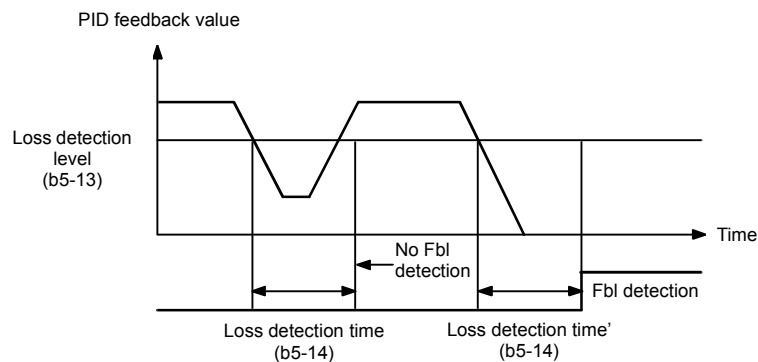 PID feedback value
Loss detection
level
(b5-13)
Time
No Fbl
detection
Fbl detection
Loss detection time
(b5-14)
Loss detection time’
(b5-14)